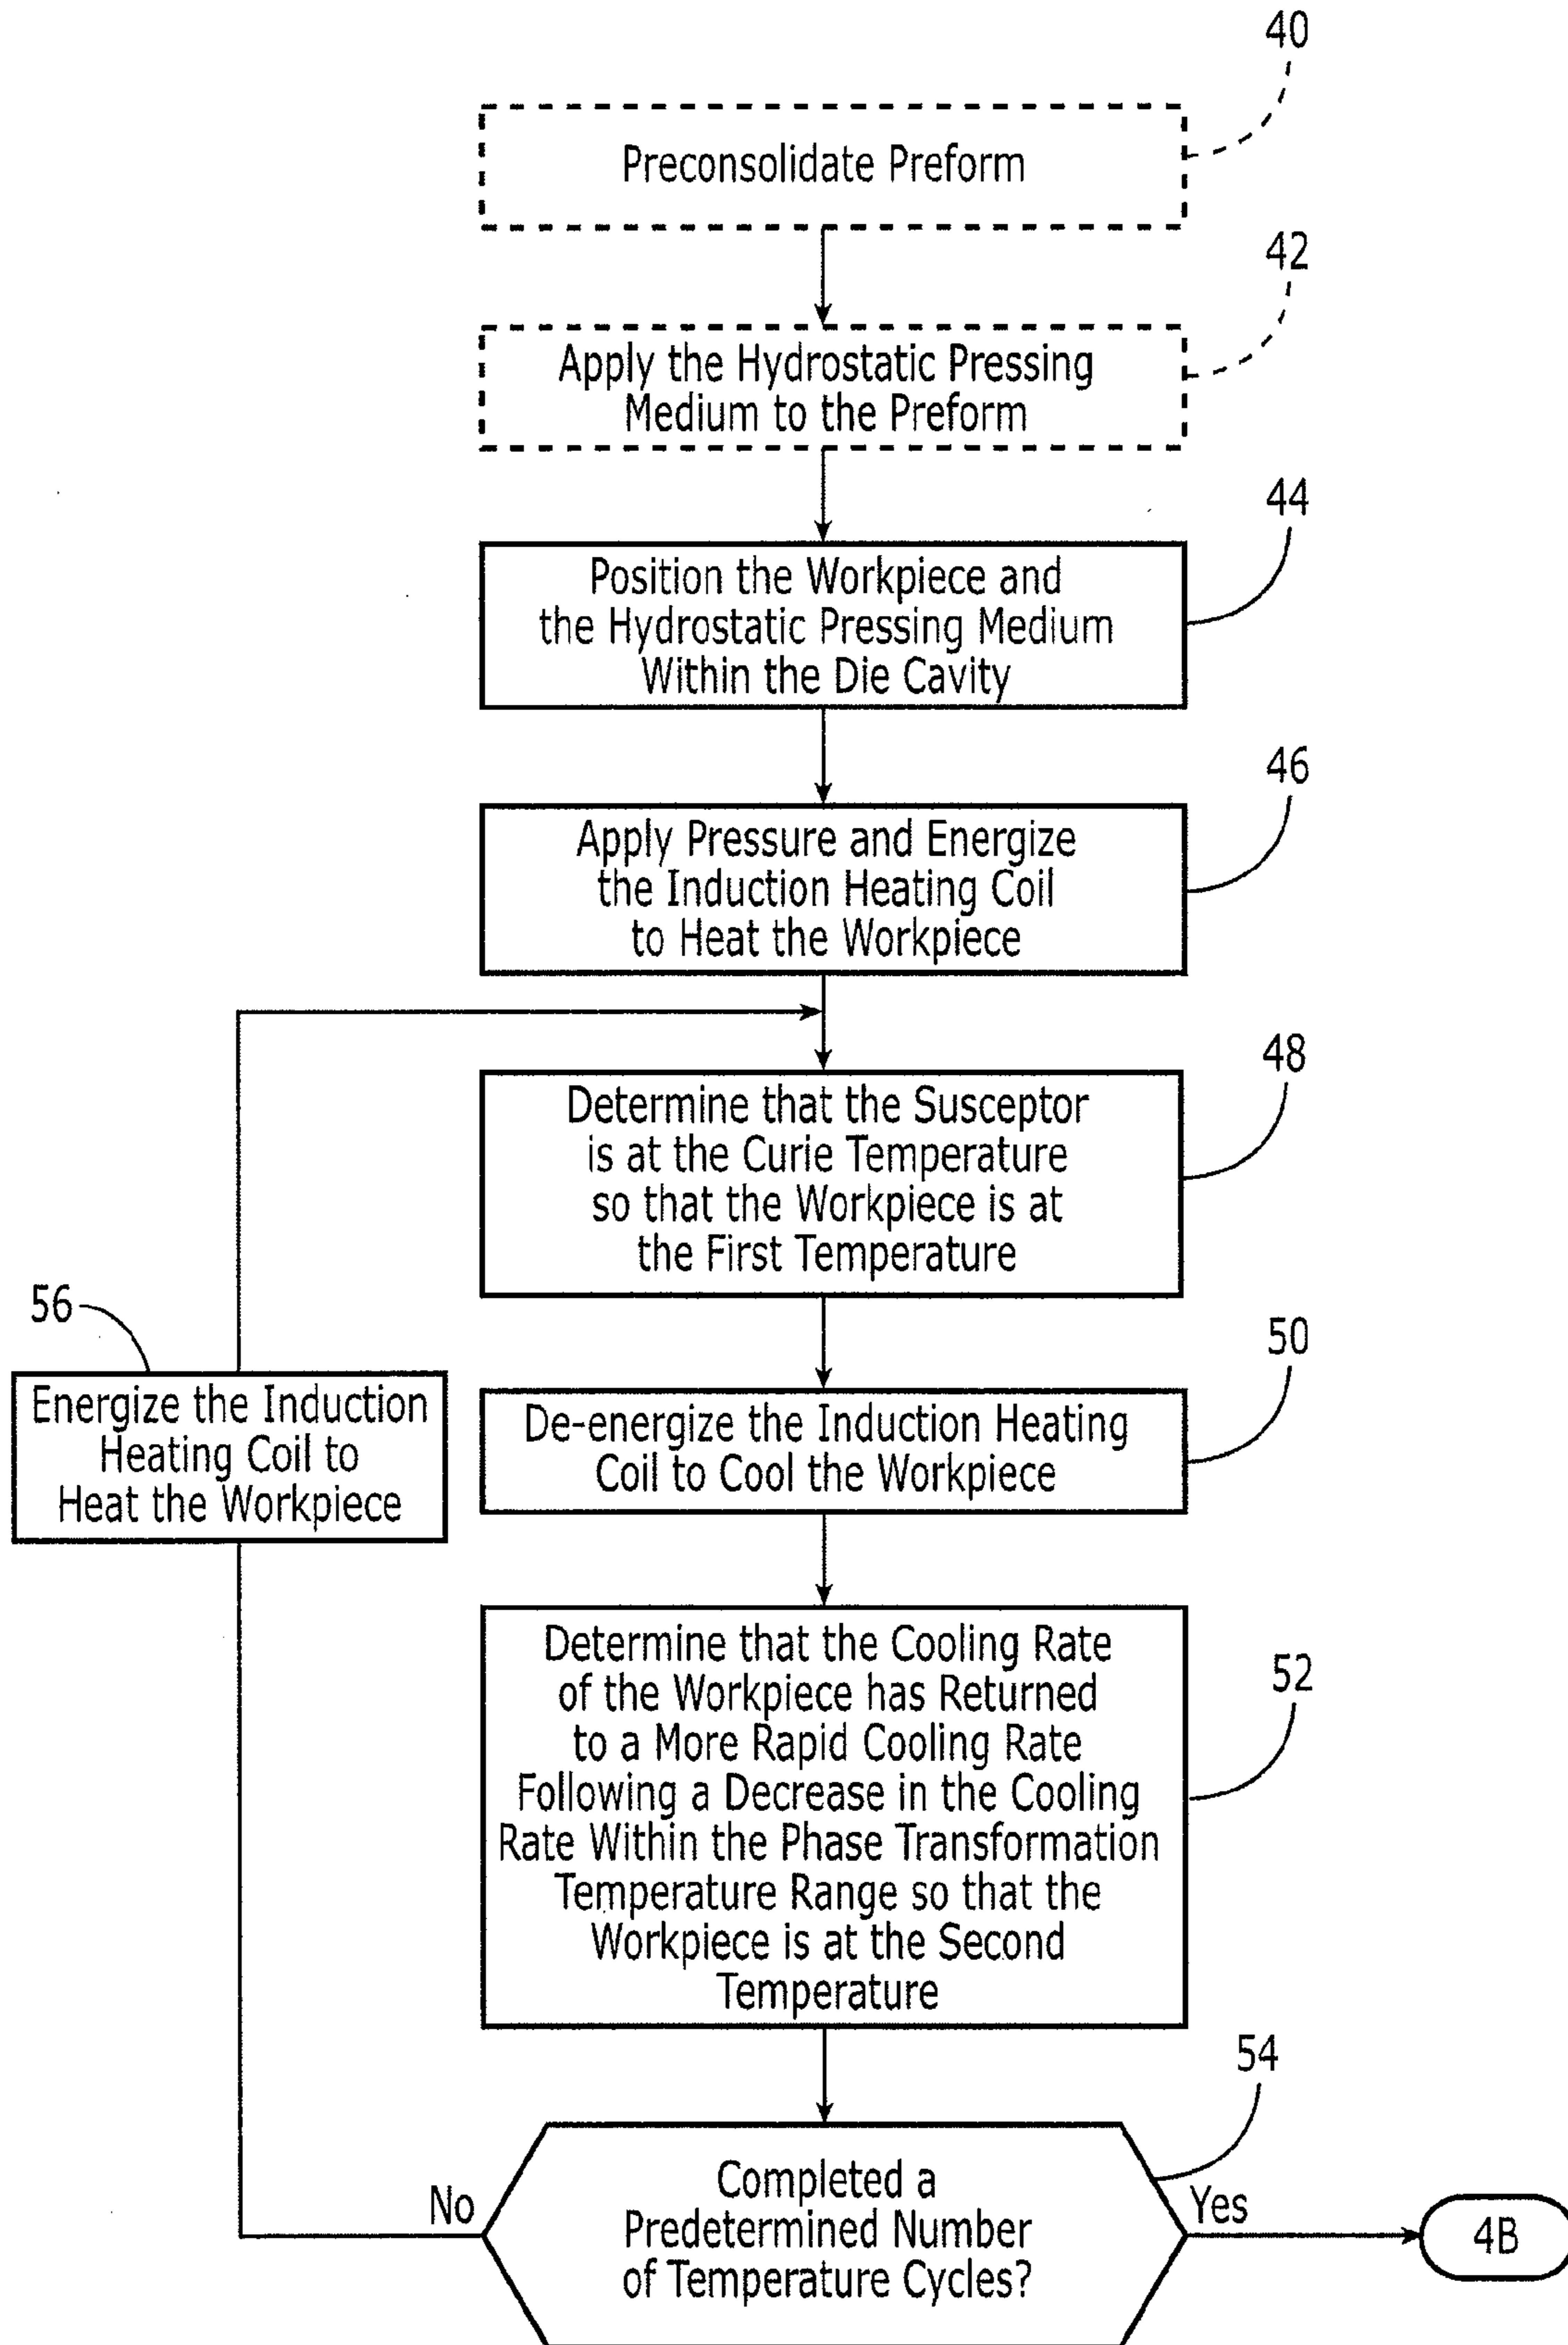 40
Preconsolidate Preform
42
Apply the Hydrostatic Pressing
Medium to the Preform
44
Position the Workpiece and
the Hydrostatic Pressing Medium
Within the Die Cavity
46
Apply Pressure and Energize
the Induction Heating Coil
to Heat the Workpiece
48
Determine that the Susceptor
is at the Curie Temperature
so that the Workpiece is at
the First Temperature
56
Energize the Induction
Heating Coil to
Heat the Workpiece
50
De-energize the Induction Heating
Coil to Cool the Workpiece
52
Determine that the Cooling Rate
of the Workpiece has Returned
to a More Rapid Cooling Rate
Following a Decrease in the Cooling
Rate Within the Phase Transformation
Temperature Range so that the
Workpiece is at the Second
Temperature
54
Completed a
Predetermined Number
of Temperature Cycles?
No
Yes
4B